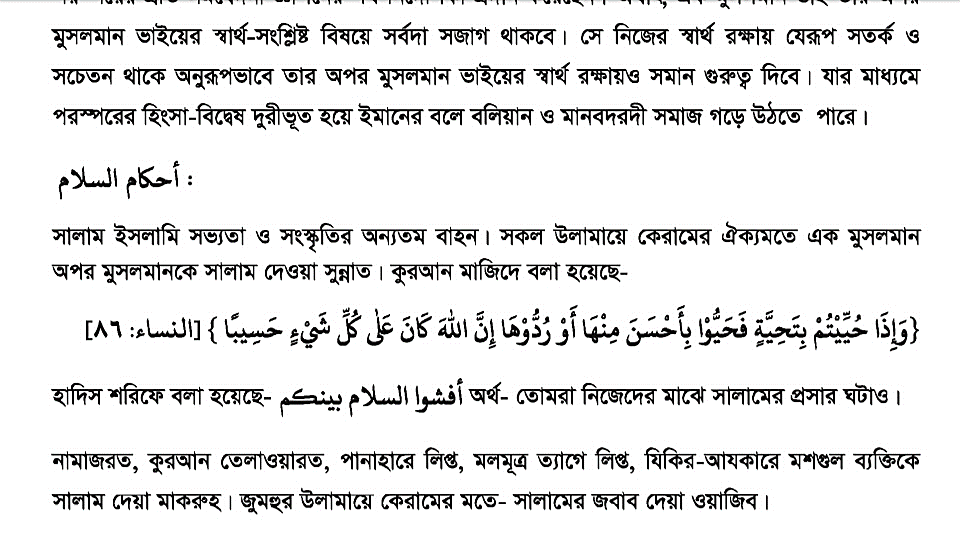 মুসলমান ভাইয়ের স্বার্থ-সংশ্লিষ্ট বিষয়ে সর্বদা সজাগ থাকবে। সে নিজের স্বার্থ রক্ষায় যেরূপ সতর্ক ও
সচেতন থাকে অনুরূপভাবে তার অপর মুসলমান ভাইয়ের স্বার্থ রক্ষায়ও সমান গুরুত্ব দিবে। যার মাধ্যমে
পরস্পরের হিংসা-বিদ্বেষ দুরীভূত হয়ে ইমানের বলে বলিয়ান ও মানবদরদী সমাজ গড়ে উঠতে পারে।
أحكام السلام :
সালাম ইসলামি সভ্যতা ও সংস্কৃতির অন্যতম বাহন। সকল উলামায়ে কেরামের ঐক্যমতে এক মুসলমান
অপর মুসলমানকে সালাম দেওয়া সুন্নাত। কুরআন মাজিদে বলা হয়েছে-
{وَإِذَا حُيِّيْتُمْ بِتَحِيَّةٍ فَحَيُّوْا بِأَحْسَنَ مِنْهَا أَوْ رُدُّوْهَا إِنَّ اللهَ كَانَ عَلٰى كُلِّ شَيْءٍ حَسِيبًا } [النساء: ٨٦]
হাদিস শরিফে বলা হয়েছে- أفشوا السلام بينكم অর্থ- তোমরা নিজেদের মাঝে সালামের প্রসার ঘটাও।
নামাজরত, কুরআন তেলাওয়ারত, পানাহারে লিপ্ত, মলমূত্র ত্যাগে লিপ্ত, যিকির-আযকারে মশগুল ব্যক্তিকে
সালাম দেয়া মাকরুহ। জুমহুর উলামায়ে কেরামের মতে- সালামের জবাব দেয়া ওয়াজিব।